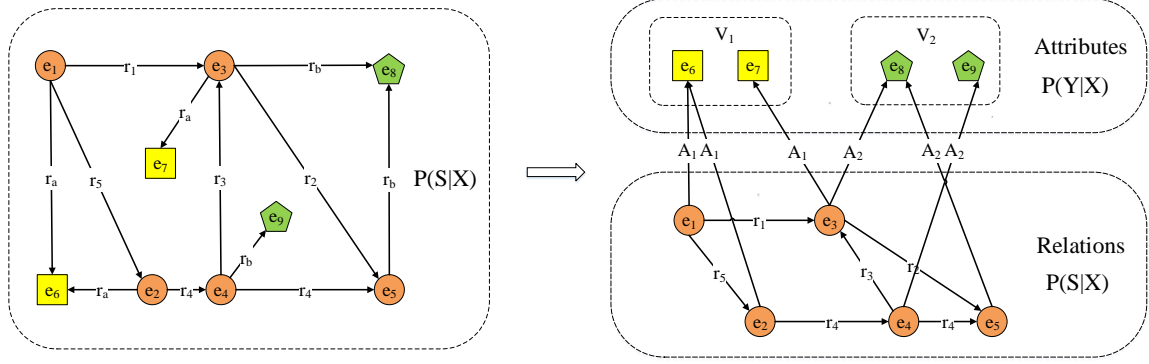 e1 r1 e3 rb e8
ra
e7
ra r5 r3 r2 rb P(S|X)
e9
rb
e6 ra e2 r4 e4 r4 e5
V1 V2
e6 e7 e8 e9
Attributes
P(Y|X)
A1 A1 A1 A2 A2 A2
e1 r1 e3
Relations
r5 r3 r2
P(S|X)
e2 r4 e4 r4 e5